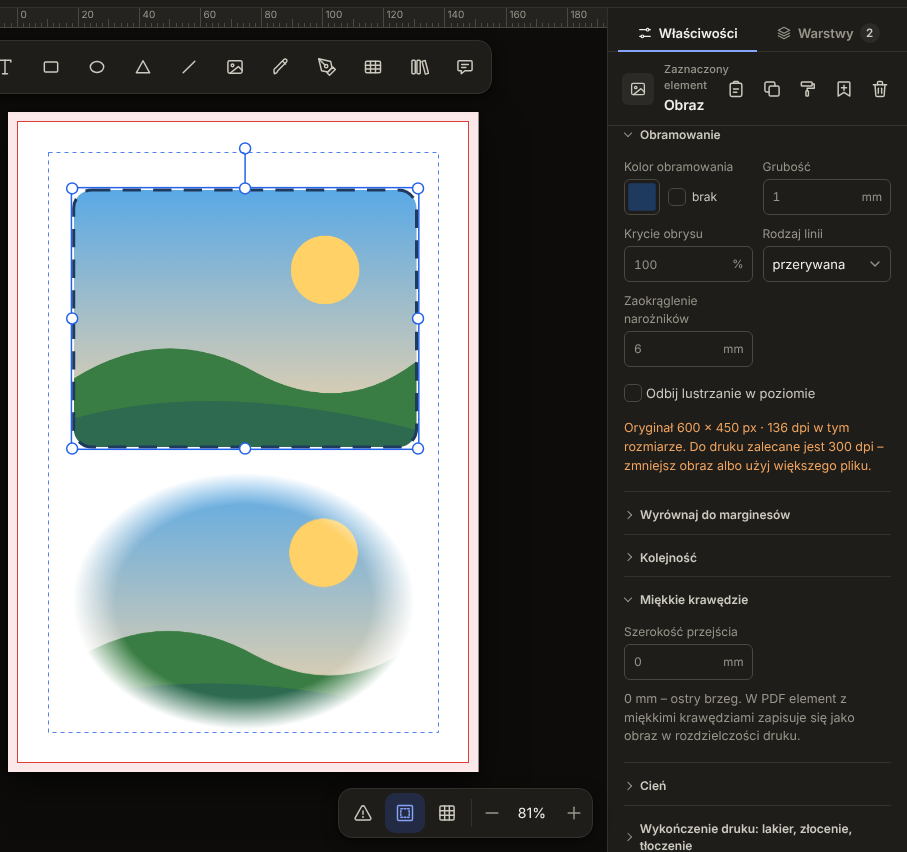 0 20 40 60 80 100 120 140 160 180
Właściwości
Warstwy 2
Zaznaczony
element
Obraz
Obramowanie
Kolor obramowania
Grubość
brak
1 mm
Krycie obrysu
Rodzaj linii
100 %
przerywana
Zaokrąglenie
narożników
6 mm
Odbij lustrzanie w poziomie
Oryginał 600 × 450 px · 136 dpi w tym
rozmiarze. Do druku zalecane jest 300 dpi –
zmniejsz obraz albo użyj większego pliku.
Wyrównaj do marginesów
Kolejność
Miękkie krawędzie
Szerokość przejścia
0 mm
0 mm – ostry brzeg. W PDF element z
miękkimi krawędziami zapisuje się jako
obraz w rozdzielczości druku.
Cień
81%
Wykończenie druku: lakier, złocenie,
tłoczenie